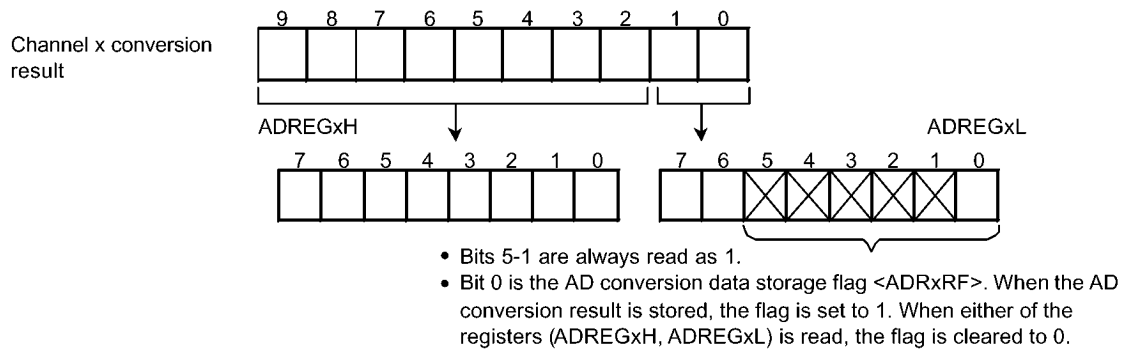 9 8 7 6 5 4 3 2 1 0
Channel x conversion
result
ADREGxH
ADREGxL
7 6 5 4 3 2 1 0
7 6 5 4 3 2 1 0
• Bits 5-1 are always read as 1.
• Bit 0 is the AD conversion data storage flag <ADRxRF>. When the AD
conversion result is stored, the flag is set to 1. When either of the
registers (ADREGxH, ADREGxL) is read, the flag is cleared to 0.